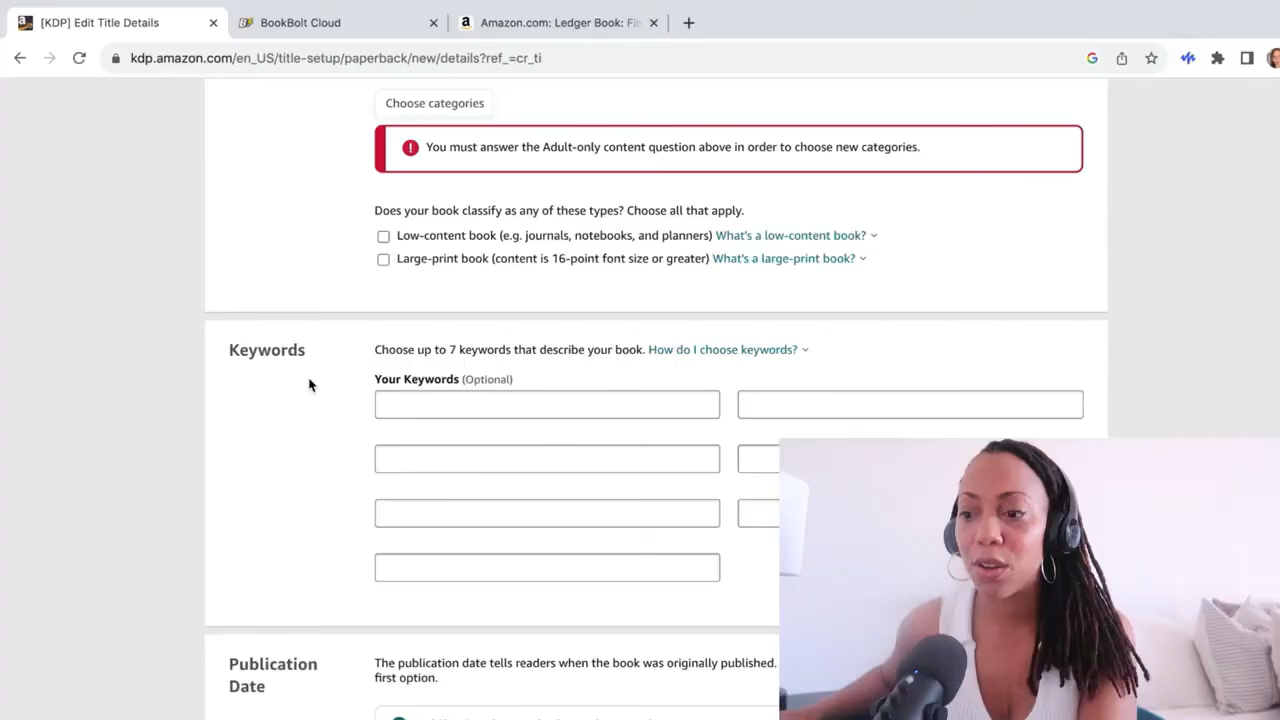 [KDP] Edit Title Details
BookBolt Cloud
Amazon.com: Ledger Book: Fi
kdp.amazon.com/en_US/title-setup/paperback/new/details?ref_=cr_ti
Choose categories
You must answer the Adult-only content question above in order to choose new categories.
Does your book classify as any of these types? Choose all that apply.
Low-content book (e.g. journals, notebooks, and planners) What's a low-content book?
Large-print book (content is 16-point font size or greater) What's a large-print book?
Keywords
Choose up to 7 keywords that describe your book. How do I choose keywords?
Your Keywords (Optional)
Publication
Date
The publication date tells readers when the book was originally published.
first option.